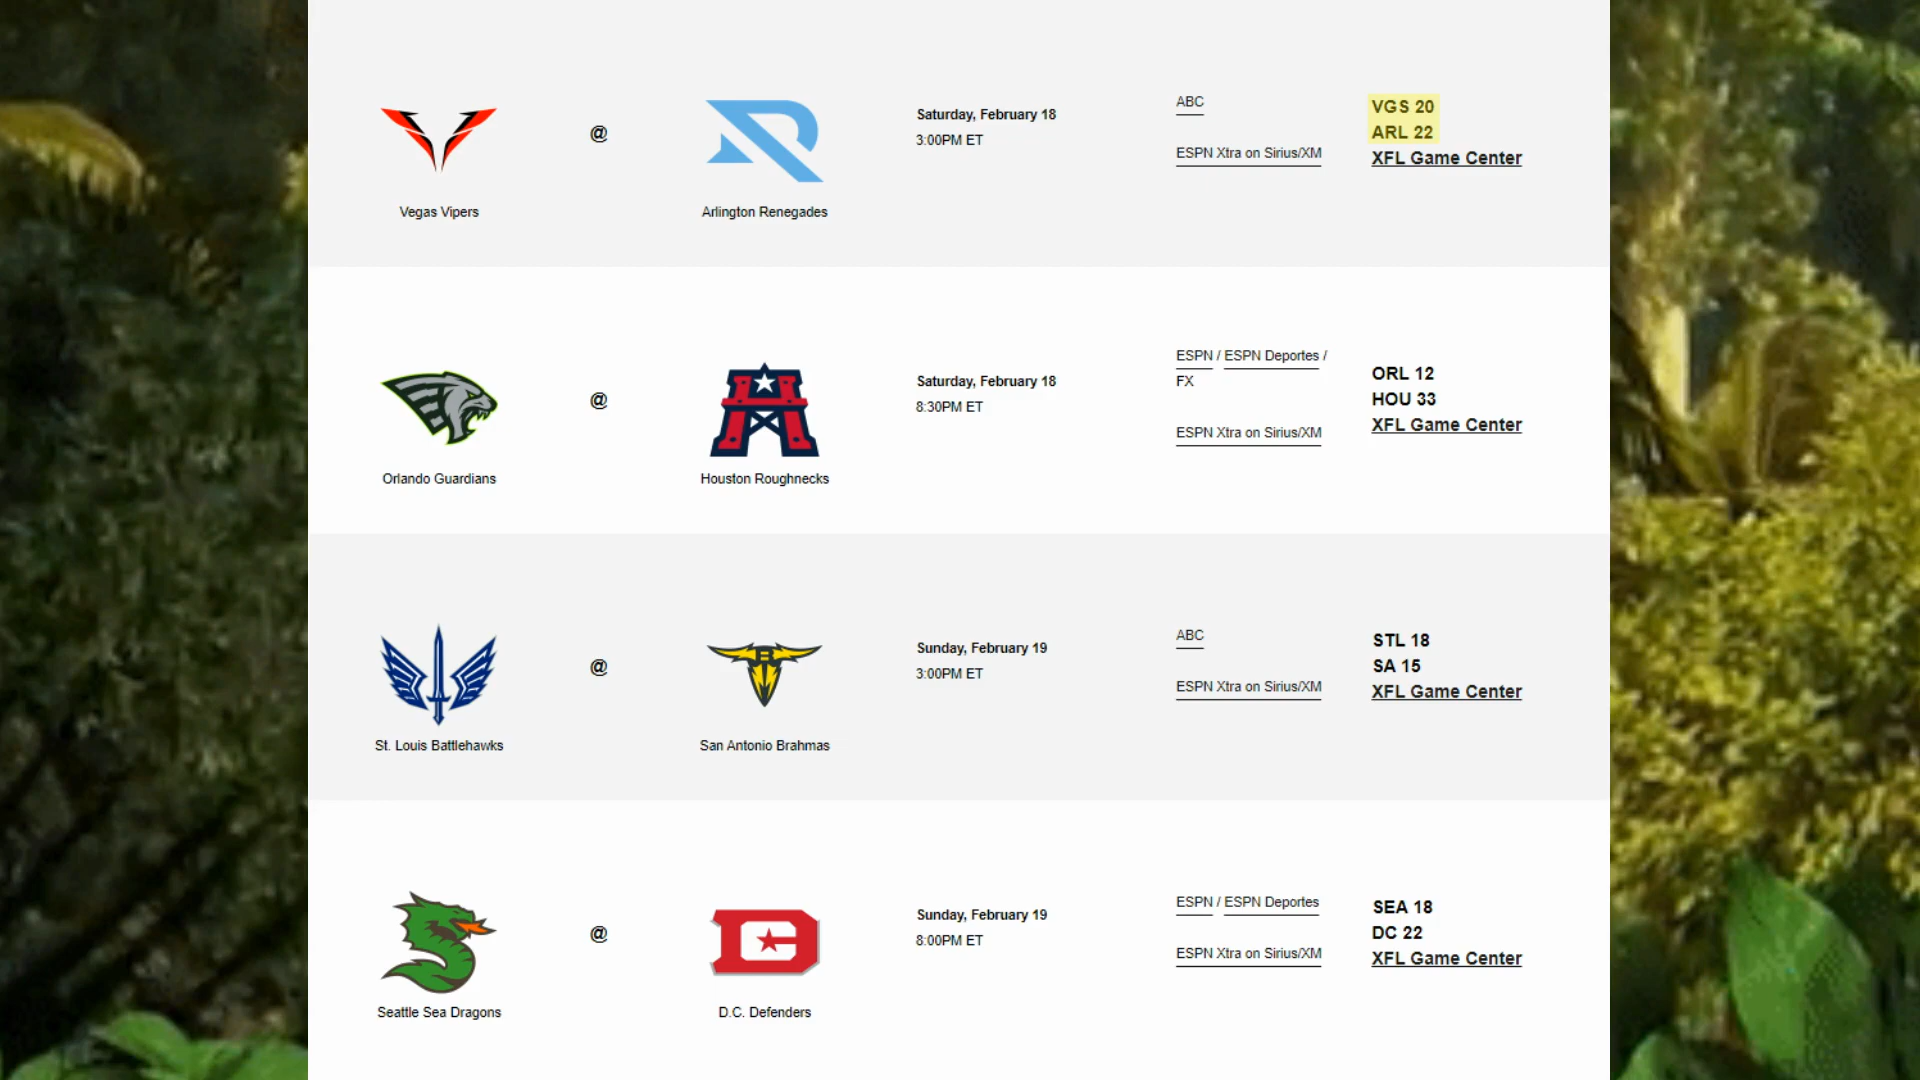 Vegas Vipers
@
Arlington Renegades
Saturday, February 18
3:00PM ET
ABC
ESPN Xtra on Sirius/XM
VGS 20
ARL 22
XFL Game Center
Orlando Guardians
@
Houston Roughnecks
Saturday, February 18
8:30PM ET
ESPN / ESPN Deportes /
FX
ESPN Xtra on Sirius/XM
ORL 12
HOU 33
XFL Game Center
St. Louis Battlehawks
@
San Antonio Brahmas
Sunday, February 19
3:00PM ET
ABC
ESPN Xtra on Sirius/XM
STL 18
SA 15
XFL Game Center
Seattle Sea Dragons
@
D.C. Defenders
Sunday, February 19
8:00PM ET
ESPN / ESPN Deportes
ESPN Xtra on Sirius/XM
SEA 18
DC 22
XFL Game Center